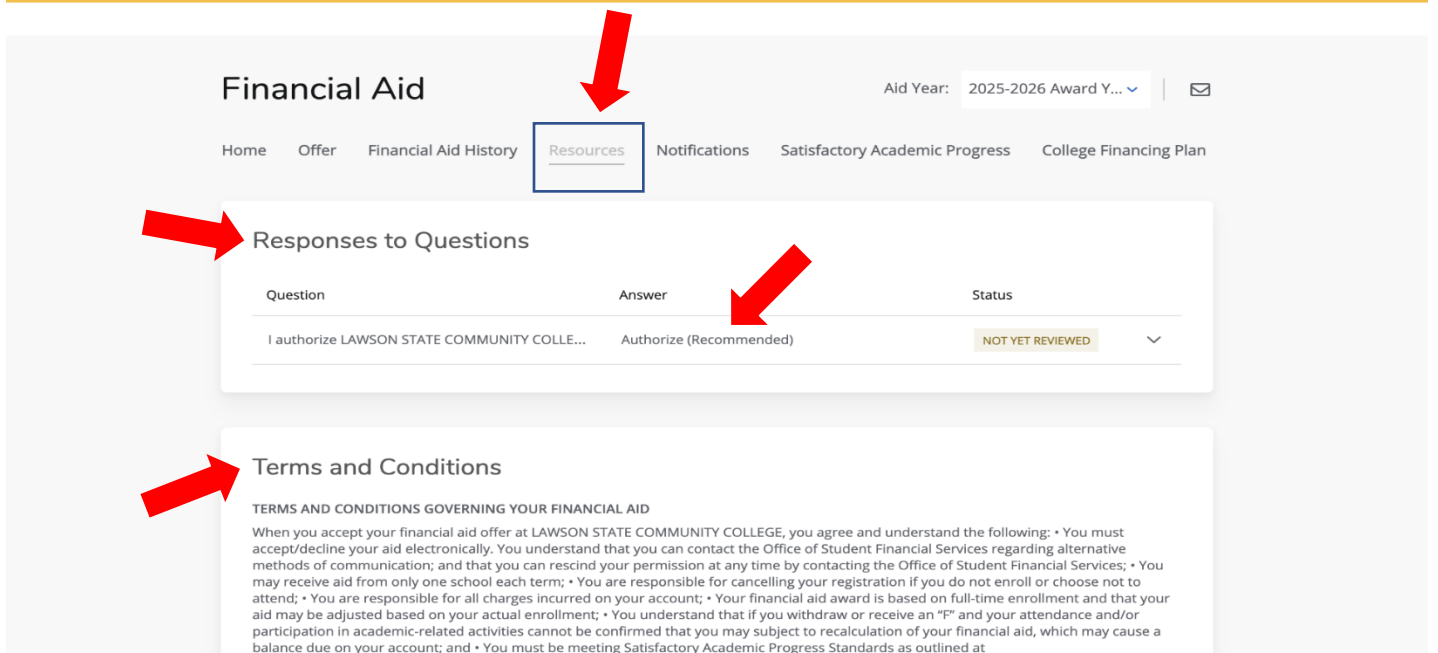 Financial Aid
Aid Year: 2025-2026 Award Y...
Home Offer Financial Aid History Resources Notifications Satisfactory Academic Progress College Financing Plan
Responses to Questions
Question Answer Status
I authorize LAWSON STATE COMMUNITY COLLE... Authorize (Recommended) NOT YET REVIEWED
Terms and Conditions
TERMS AND CONDITIONS GOVERNING YOUR FINANCIAL AID
When you accept your financial aid offer at LAWSON STATE COMMUNITY COLLEGE, you agree and understand the following: • You must
accept/decline your aid electronically. You understand that you can contact the Office of Student Financial Services regarding alternative
methods of communication; and that you can rescind your permission at any time by contacting the Office of Student Financial Services; • You
may receive aid from only one school each term; • You are responsible for cancelling your registration if you do not enroll or choose not to
attend; • You are responsible for all charges incurred on your account; • Your financial aid award is based on full-time enrollment and that your
aid may be adjusted based on your actual enrollment; • You understand that if you withdraw or receive an “F” and your attendance and/or
participation in academic-related activities cannot be confirmed that you may subject to recalculation of your financial aid, which may cause a
balance due on your account; and • You must be meeting Satisfactory Academic Progress Standards as outlined at